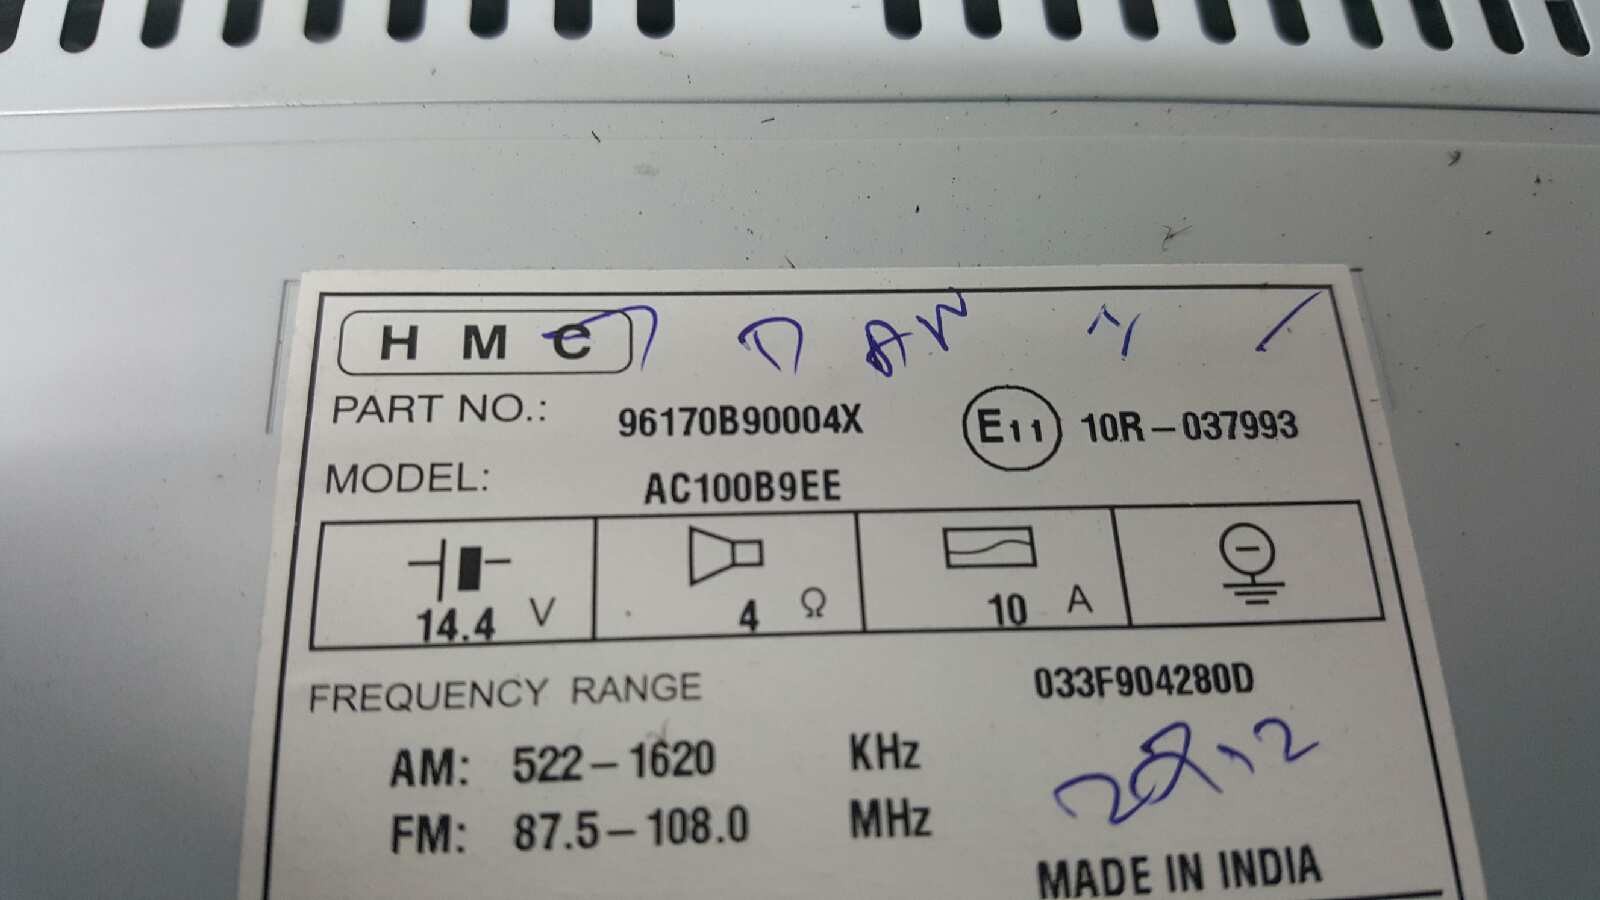 HMC
PART NO.: 96170B90004X E11 10R-037993
MODEL: AC100B9EE
14.4 V 4 Ω 10 A
FREQUENCY RANGE 033F904280D
AM: 522-1620 KHz
FM: 87.5-108.0 MHz
MADE IN INDIA